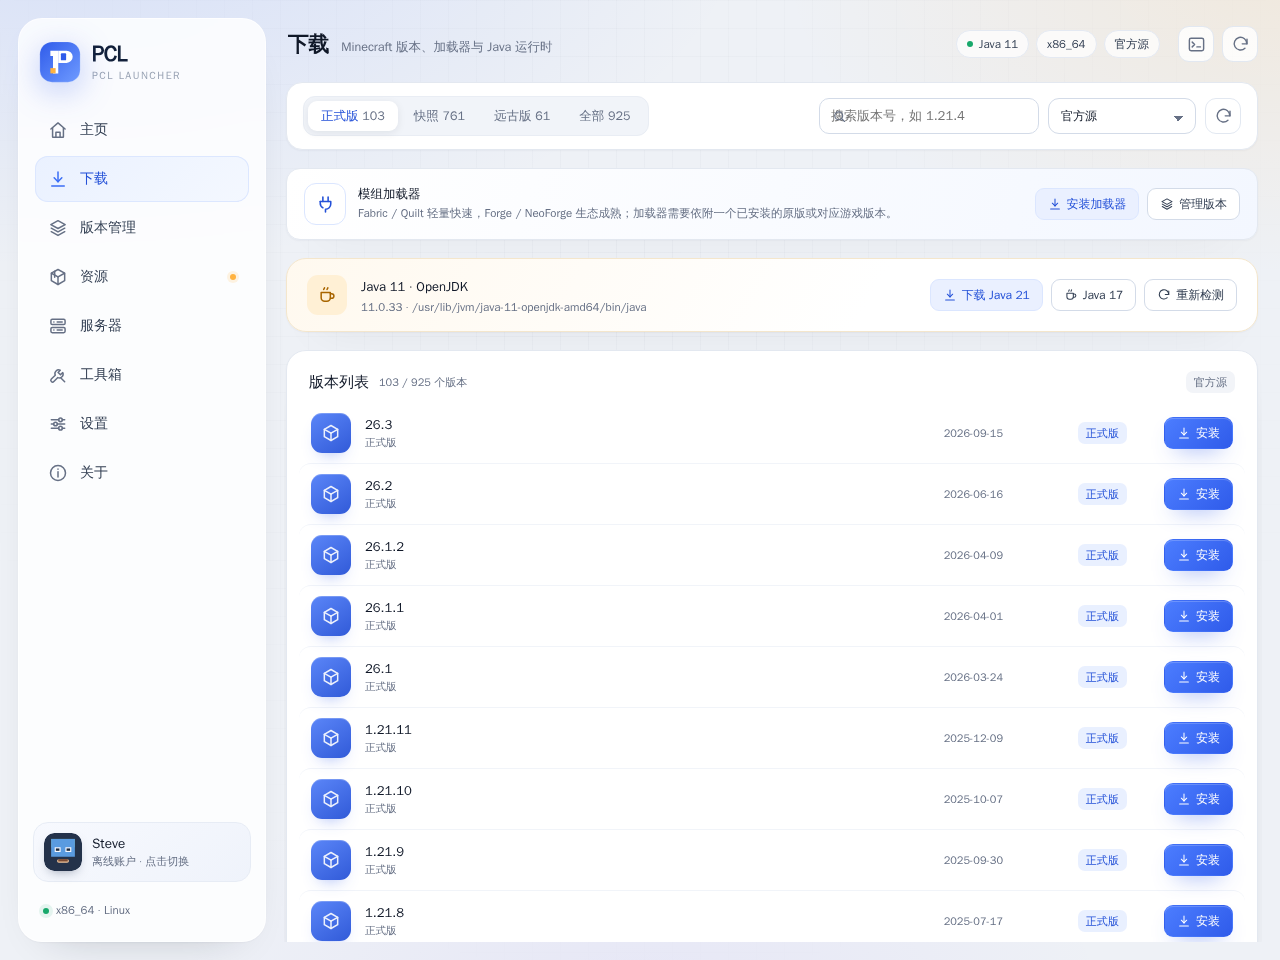 PCL
PCL LAUNCHER
主页
下载
版本管理
资源
服务器
工具箱
设置
关于
Steve
离线账户 · 点击切换
x86_64 · Linux
下载 Minecraft 版本、加载器与 Java 运行时
Java 11 x86_64 官方源
正式版 103 快照 761 远古版 61 全部 925
搜索版本号，如 1.21.4 官方源
模组加载器
Fabric / Quilt 轻量快速，Forge / NeoForge 生态成熟；加载器需要依附一个已安装的原版或对应游戏版本。
安装加载器 管理版本
Java 11 · OpenJDK
11.0.33 · /usr/lib/jvm/java-11-openjdk-amd64/bin/java
下载 Java 21 Java 17 重新检测
版本列表 103 / 925 个版本 官方源
26.3
正式版
2026-09-15 正式版 安装
26.2
正式版
2026-06-16 正式版 安装
26.1.2
正式版
2026-04-09 正式版 安装
26.1.1
正式版
2026-04-01 正式版 安装
26.1
正式版
2026-03-24 正式版 安装
1.21.11
正式版
2025-12-09 正式版 安装
1.21.10
正式版
2025-10-07 正式版 安装
1.21.9
正式版
2025-09-30 正式版 安装
1.21.8
正式版
2025-07-17 正式版 安装